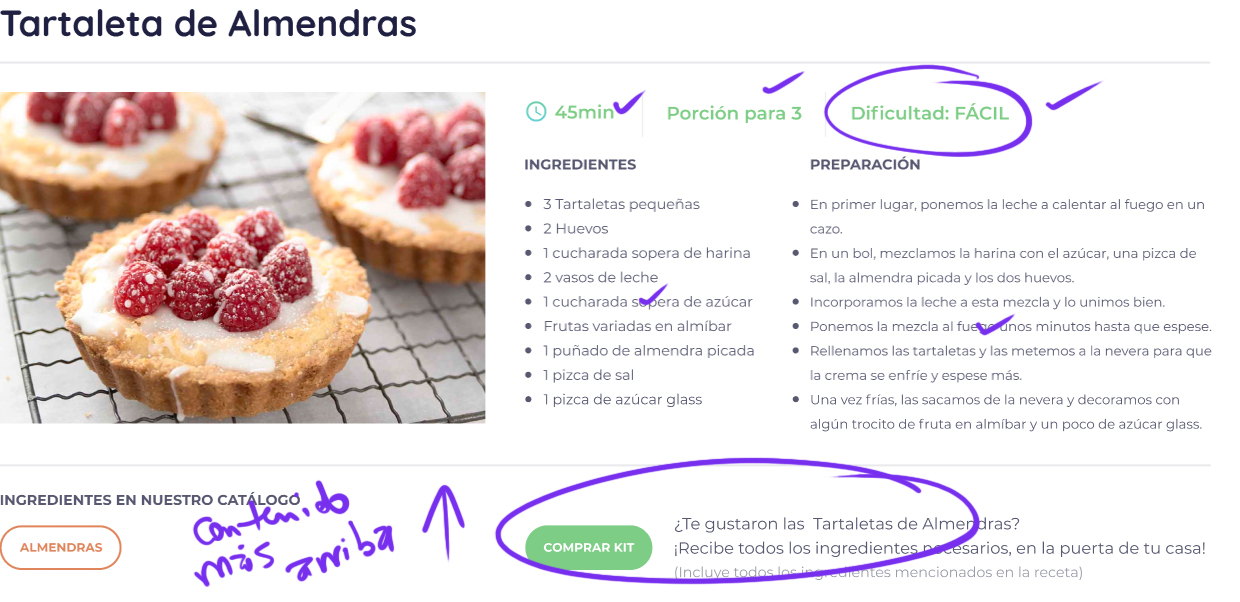 Tartaleta de Almendras
45min
Porción para 3
Dificultad: FÁCIL
INGREDIENTES
3 Tartaletas pequeñas
2 Huevos
1 cucharada sopera de harina
2 vasos de leche
1 cucharada sopera de azúcar
Frutas variadas en almíbar
1 puñado de almendra picada
1 pizca de sal
1 pizca de azúcar glass
PREPARACIÓN
En primer lugar, ponemos la leche a calentar al fuego en un
cazo.
En un bol, mezclamos la harina con el azúcar, una pizca de
sal, la almendra picada y los dos huevos.
Incorporamos la leche a esta mezcla y lo unimos bien.
Ponemos la mezcla al fuego unos minutos hasta que espese.
Rellenamos las tartaletas y las metemos a la nevera para que
la crema se enfríe y espese más.
Una vez frías, las sacamos de la nevera y decoramos con
algún trocito de fruta en almíbar y un poco de azúcar glass.
INGREDIENTES EN NUESTRO CATÁLOGO
ALMENDRAS
contenido
más arriba
COMPRAR KIT
¿Te gustaron las Tartaletas de Almendras?
¡Recibe todos los ingredientes necesarios, en la puerta de tu casa!
(Incluye todos los ingredientes mencionados en la receta)